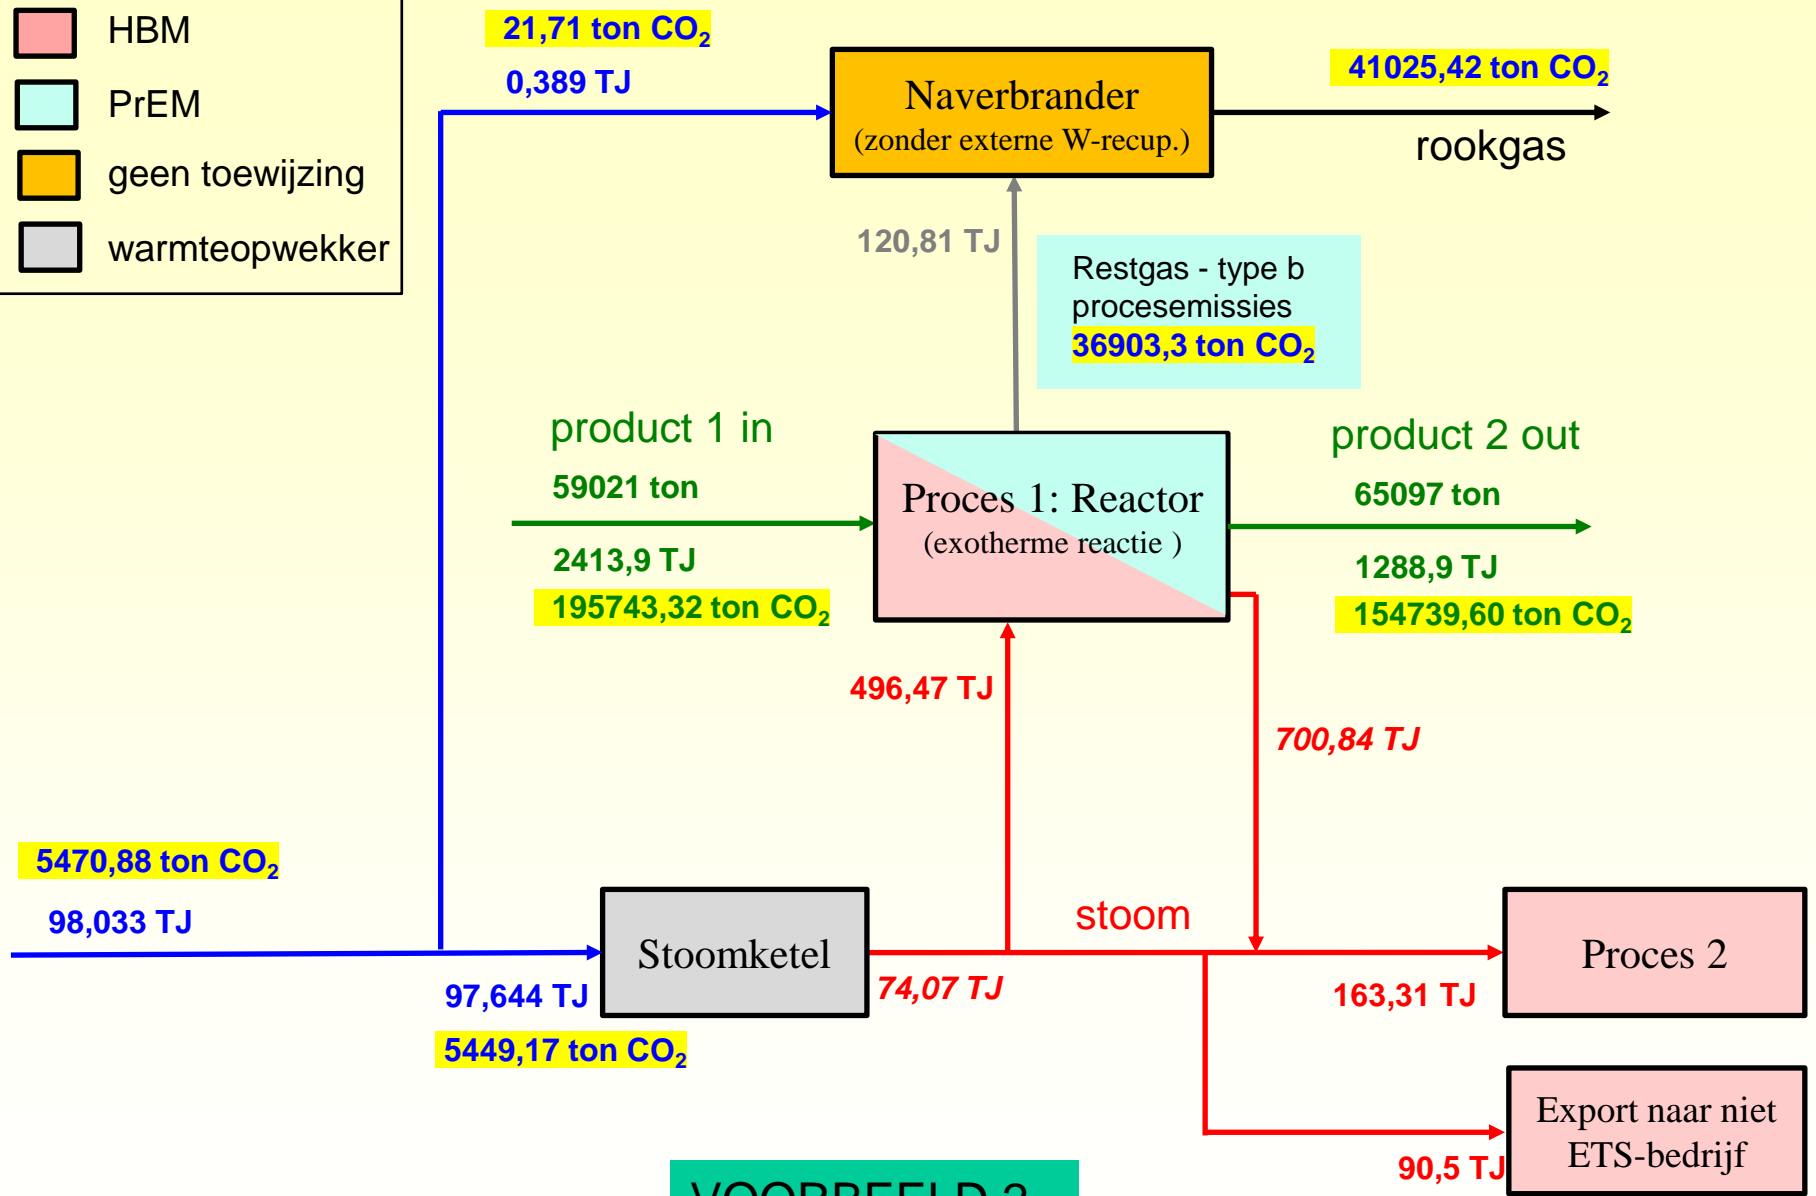 HBM
PrEM
geen toewijzing
warmteopwekker
21,71 ton CO₂
0,389 TJ
Naverbrander
(zonder externe W-recup.)
41025,42 ton CO₂
rookgas
120,81 TJ
Restgas - type b
procesemissies
36903,3 ton CO₂
product 1 in
59021 ton
2413,9 TJ
195743,32 ton CO₂
Proces 1: Reactor
(exotherme reactie )
product 2 out
65097 ton
1288,9 TJ
154739,60 ton CO₂
496,47 TJ
700,84 TJ
5470,88 ton CO₂
98,033 TJ
97,644 TJ
5449,17 ton CO₂
Stoomketel
74,07 TJ
stoom
163,31 TJ
Proces 2
90,5 TJ
Export naar niet
ETS-bedrijf
VOORBEELD 2